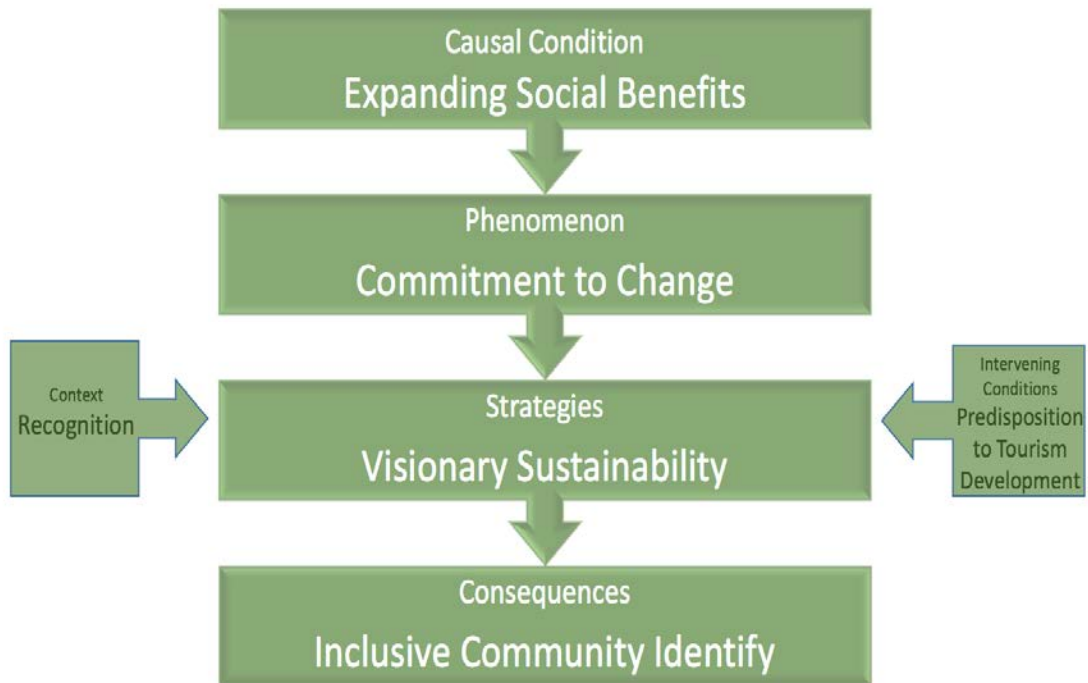 Causal Condition
Expanding Social Benefits
Phenomenon
Commitment to Change
Context
Recognition
Strategies
Visionary Sustainability
Intervening
Conditions
Predisposition
to Tourism
Development
Consequences
Inclusive Community Identify